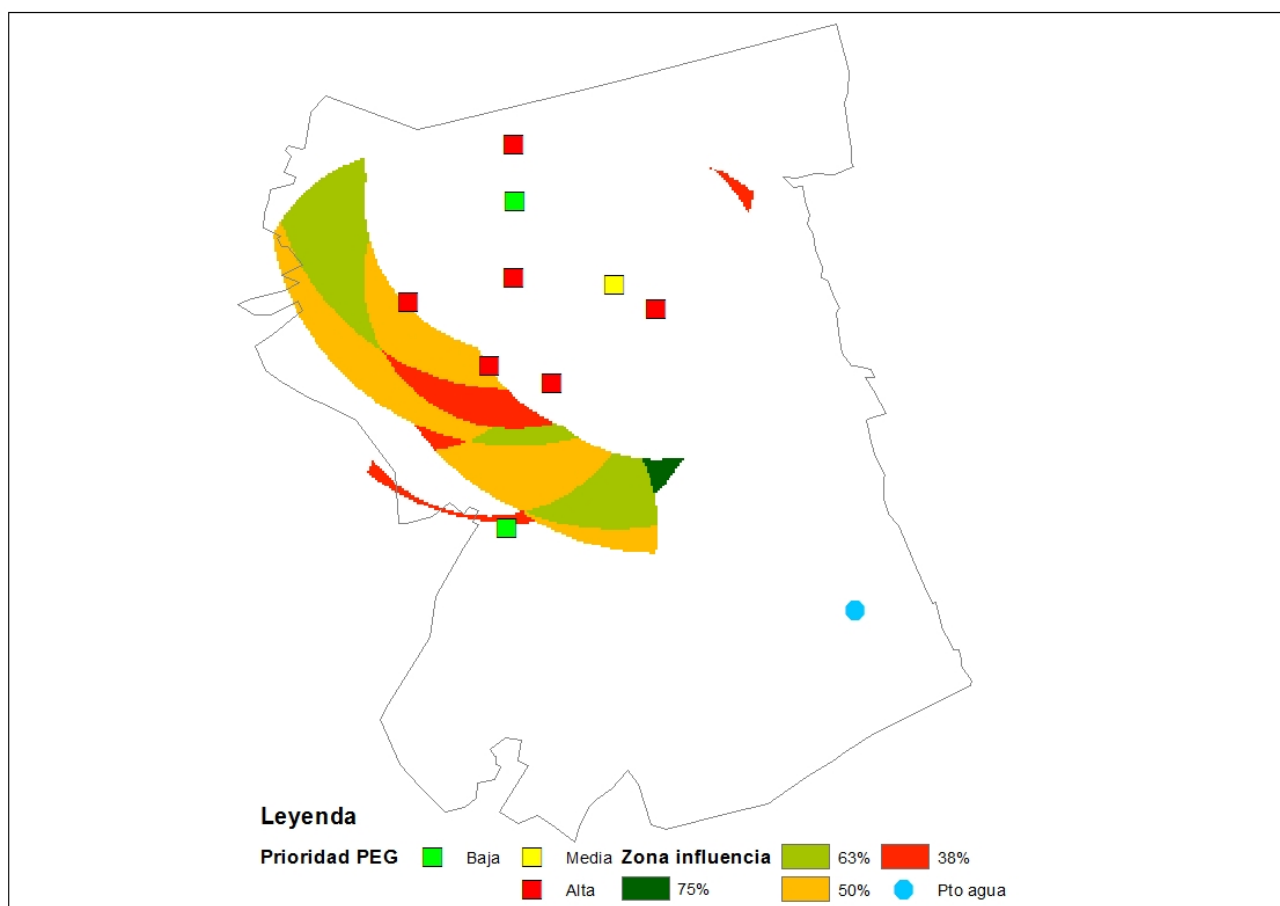 Leyenda
Prioridad PEG Baja Media Zona influencia 63% 38%
Alta 75% 50% Pto agua